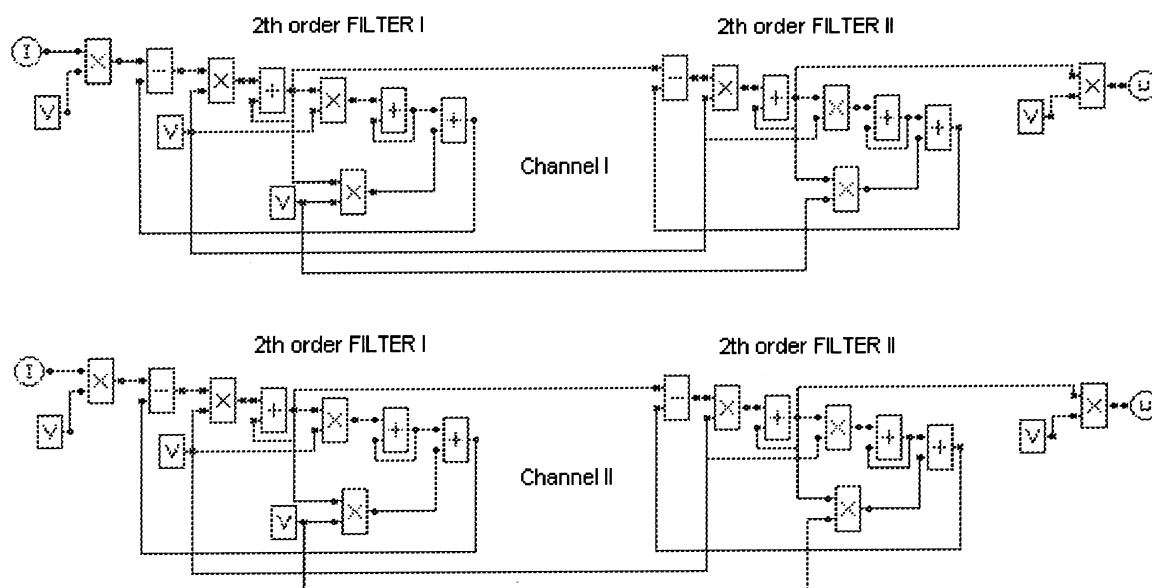 2th order FILTER I
2th order FILTER II
I
V
V
V
V
Channel I
2th order FILTER I
2th order FILTER II
I
V
V
V
V
Channel II